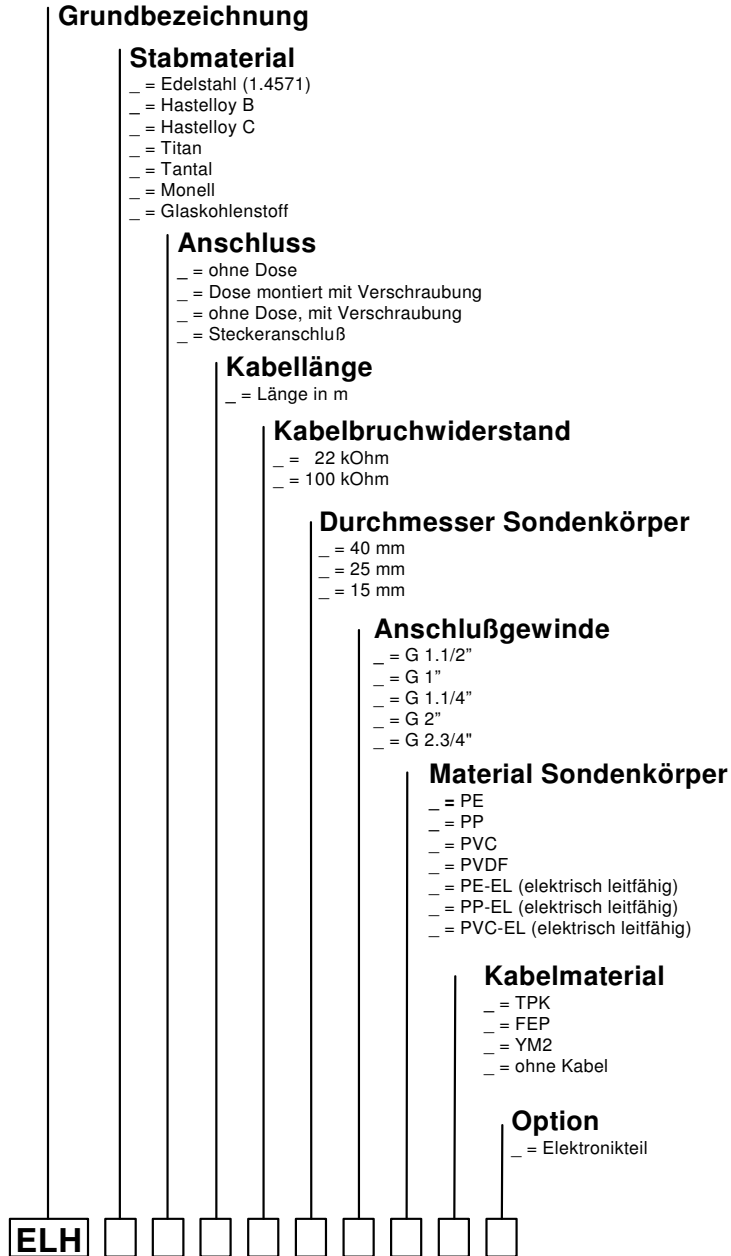 Grundbezeichnung
Stabmaterial
_ = Edelstahl (1.4571)
_ = Hastelloy B
_ = Hastelloy C
_ = Titan
_ = Tantal
_ = Monell
_ = Glaskohlenstoff
Anschluss
_ = ohne Dose
_ = Dose montiert mit Verschraubung
_ = ohne Dose, mit Verschraubung
_ = Steckeranschluß
Kabellänge
_ = Länge in m
Kabelbruchwiderstand
_ = 22 kOhm
_ = 100 kOhm
Durchmesser Sondenkörper
_ = 40 mm
_ = 25 mm
_ = 15 mm
Anschlußgewinde
_ = G 1.1/2”
_ = G 1”
_ = G 1.1/4”
_ = G 2”
_ = G 2.3/4"
Material Sondenkörper
_ = PE
_ = PP
_ = PVC
_ = PVDF
_ = PE-EL (elektrisch leitfähig)
_ = PP-EL (elektrisch leitfähig)
_ = PVC-EL (elektrisch leitfähig)
Kabelmaterial
_ = TPK
_ = FEP
_ = YM2
_ = ohne Kabel
Option
_ = Elektronikteil
ELH